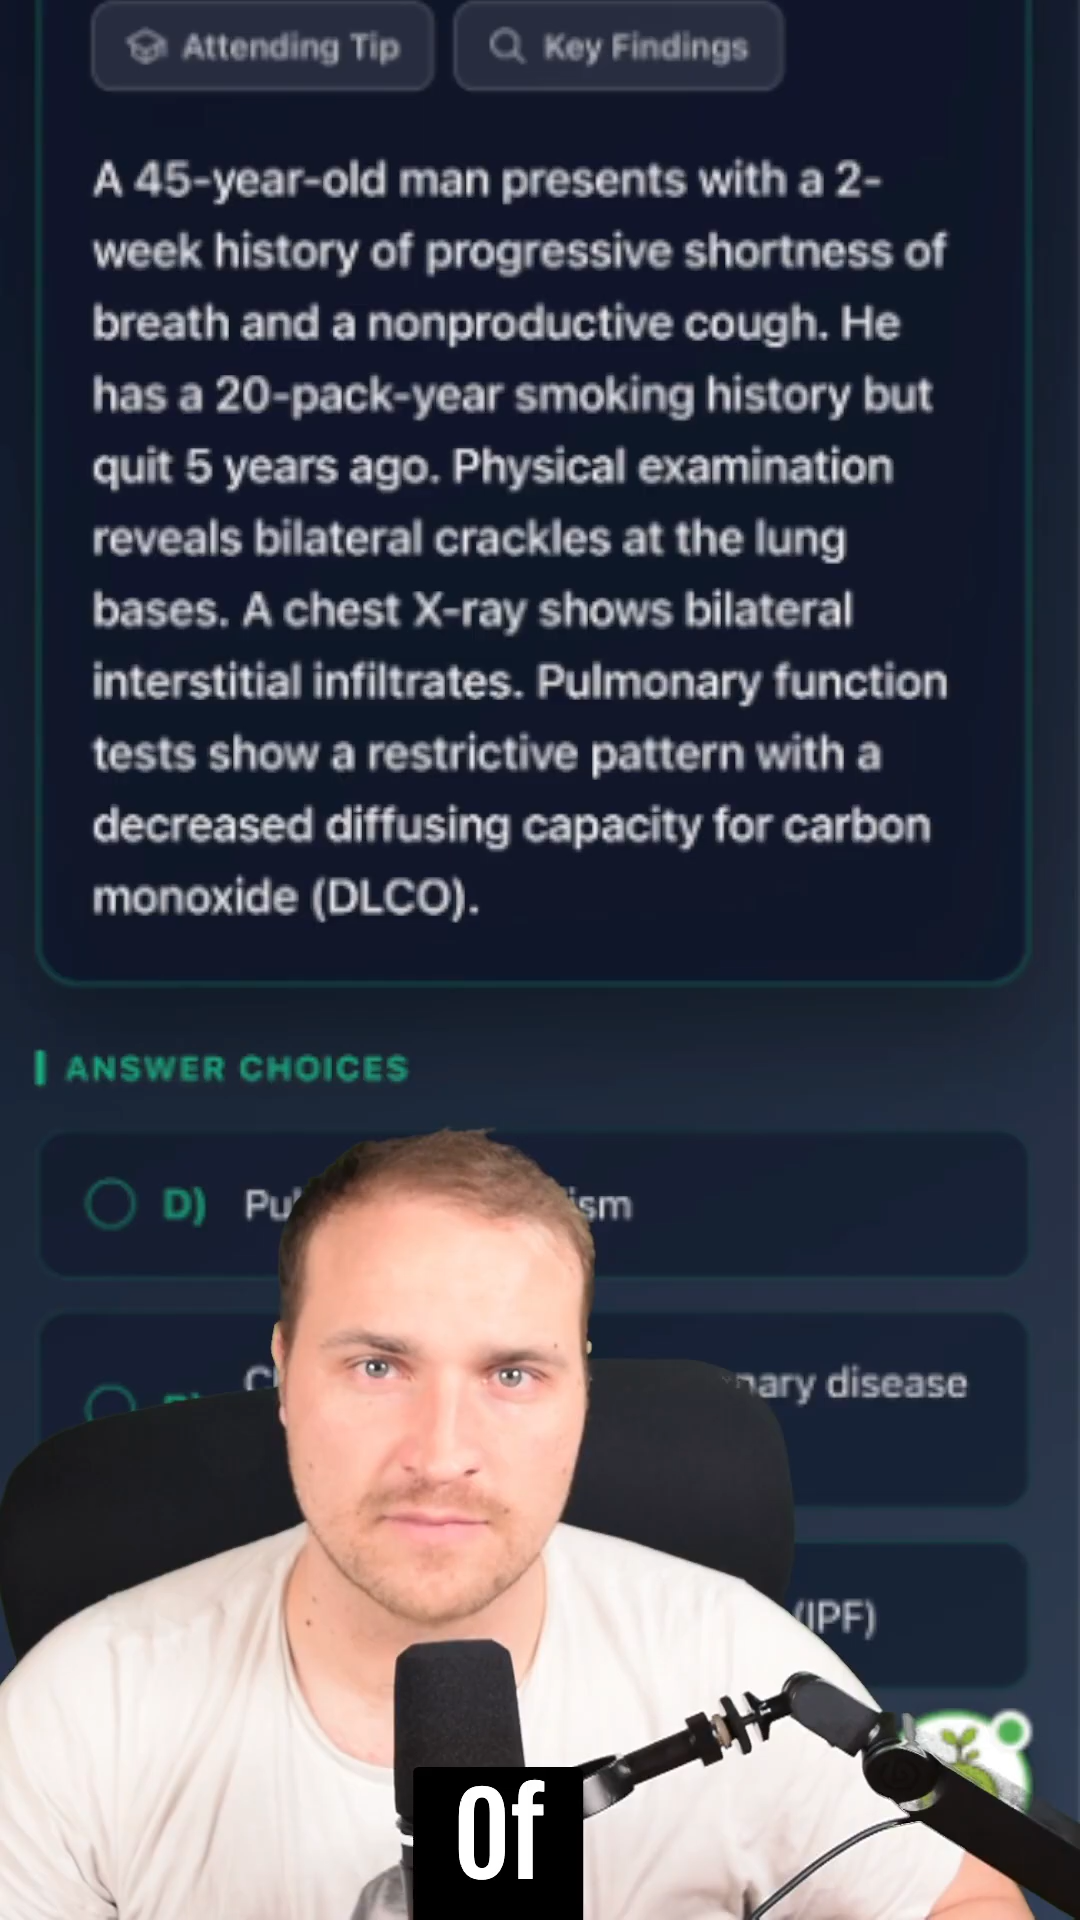 Attending Tip
Key Findings
A 45-year-old man presents with a 2-
week history of progressive shortness of
breath and a nonproductive cough. He
has a 20-pack-year smoking history but
quit 5 years ago. Physical examination
reveals bilateral crackles at the lung
bases. A chest X-ray shows bilateral
interstitial infiltrates. Pulmonary function
tests show a restrictive pattern with a
decreased diffusing capacity for carbon
monoxide (DLCO).
ANSWER CHOICES
D)
disease
(IPF)
Of